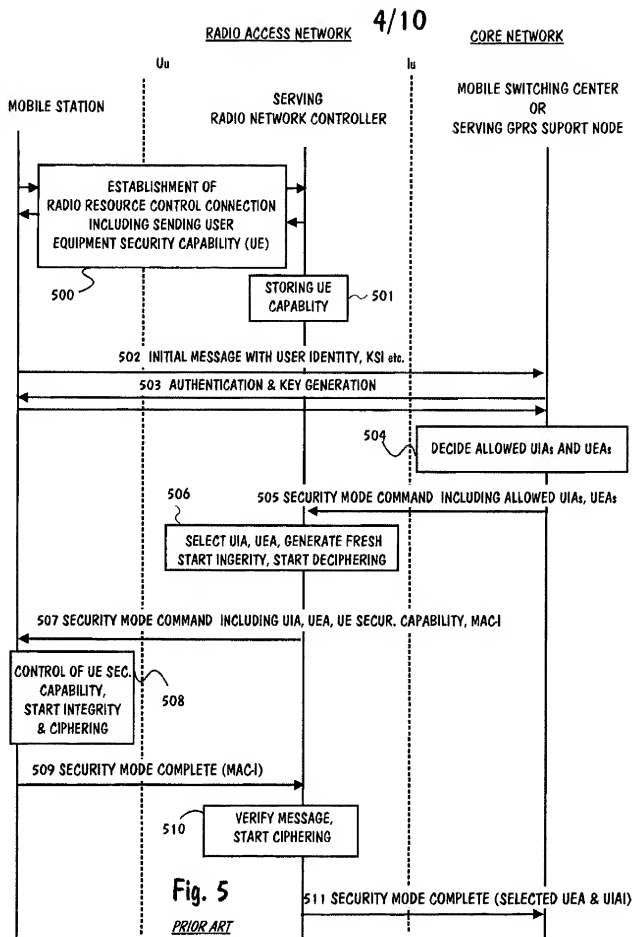 4/10
RADIO ACCESS NETWORK
CORE NETWORK
Uu
Iu
MOBILE STATION
SERVING
RADIO NETWORK CONTROLLER
MOBILE SWITCHING CENTER
OR
SERVING GPRS SUPORT NODE
ESTABLISHMENT OF
RADIO RESOURCE CONTROL CONNECTION
INCLUDING SENDING USER
EQUIPMENT SECURITY CAPABILITY (UE)
500
STORING UE
CAPABLITY
501
502 INITIAL MESSAGE WITH USER IDENTITY, KSI etc.
503 AUTHENTICATION & KEY GENERATION
504
DECIDE ALLOWED UIAs AND UEAs
505 SECURITY MODE COMMAND INCLUDING ALLOWED UIAs, UEAs
506
SELECT UIA, UEA, GENERATE FRESH
START INGERITY, START DECIPHERING
507 SECURITY MODE COMMAND INCLUDING UIA, UEA, UE SECUR. CAPABILITY, MAC-I
CONTROL OF UE SEC.
CAPABILITY,
START INTEGRITY
& CIPHERING
508
509 SECURITY MODE COMPLETE (MAC-I)
510
VERIFY MESSAGE,
START CIPHERING
Fig. 5
PRIOR ART
511 SECURITY MODE COMPLETE (SELECTED UEA & UIAI)